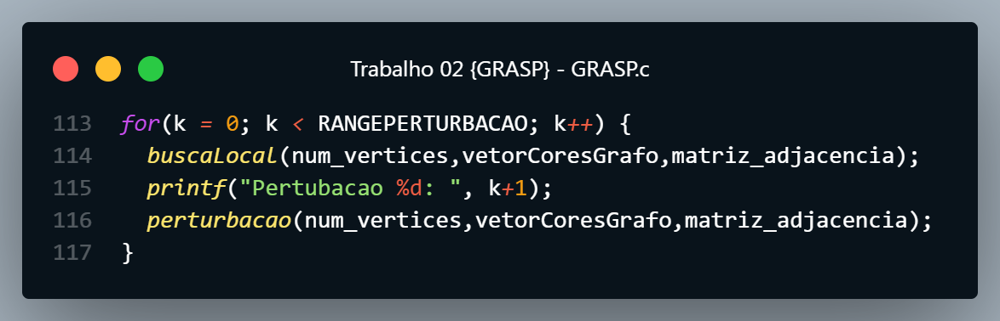 Trabalho 02 {GRASP} - GRASP.c
113 for(k = 0; k < RANGEPERTURBACAO; k++) {
114 buscaLocal(num_vertices,vetorCoresGrafo,matriz_adjacencia);
115 printf("Pertubacao %d: ", k+1);
116 perturbacao(num_vertices,vetorCoresGrafo,matriz_adjacencia);
117 }